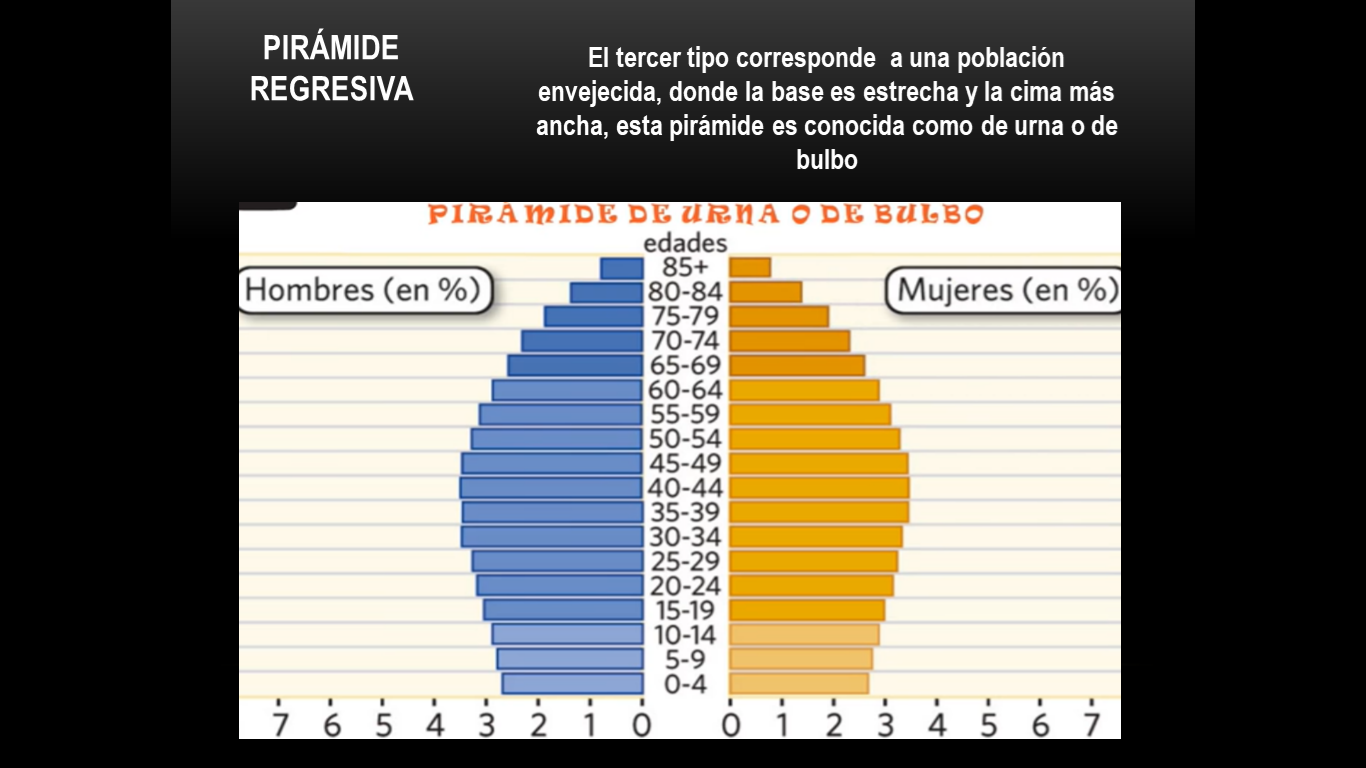 PIRÁMIDE
REGRESIVA
El tercer tipo corresponde  a una población
envejecida, donde la base es estrecha y la cima más
ancha, esta pirámide es conocida como de urna o de
bulbo
PIRAMIDE DE URNA O DE BULBO
edades
Hombres (en %)
Mujeres (en %)
85+
80-84
75-79
70-74
65-69
60-64
55-59
50-54
45-49
40-44
35-39
30-34
25-29
20-24
15-19
10-14
5-9
0-4
7 6 5 4 3 2 1 0 0 1 2 3 4 5 6 7